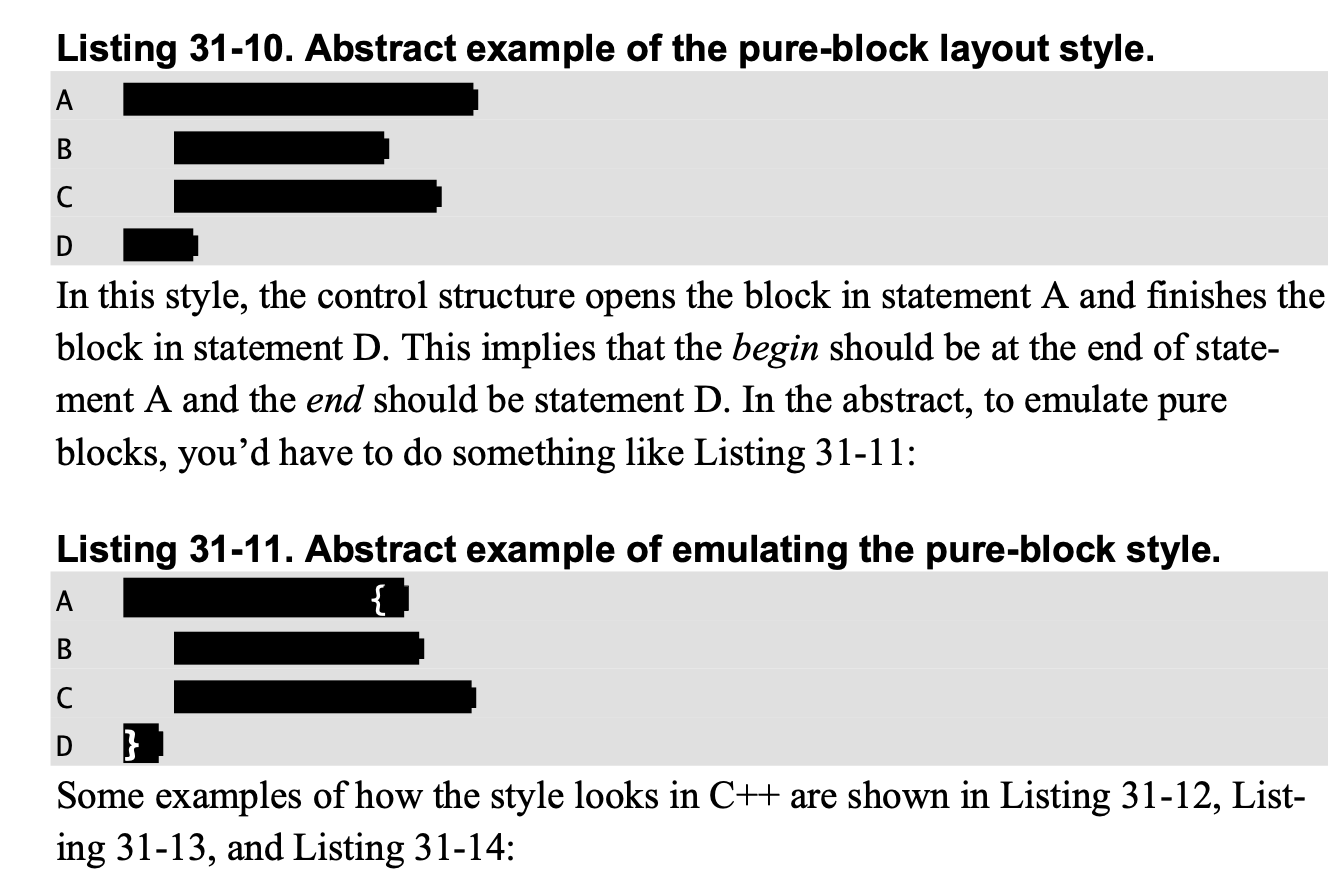 Listing 31-10. Abstract example of the pure-block layout style.
A
B
C
D
In this style, the control structure opens the block in statement A and finishes the
block in statement D. This implies that the begin should be at the end of state-
ment A and the end should be statement D. In the abstract, to emulate pure
blocks, you’d have to do something like Listing 31-11:
Listing 31-11. Abstract example of emulating the pure-block style.
A {
B
C
D }
Some examples of how the style looks in C++ are shown in Listing 31-12, List-
ing 31-13, and Listing 31-14: